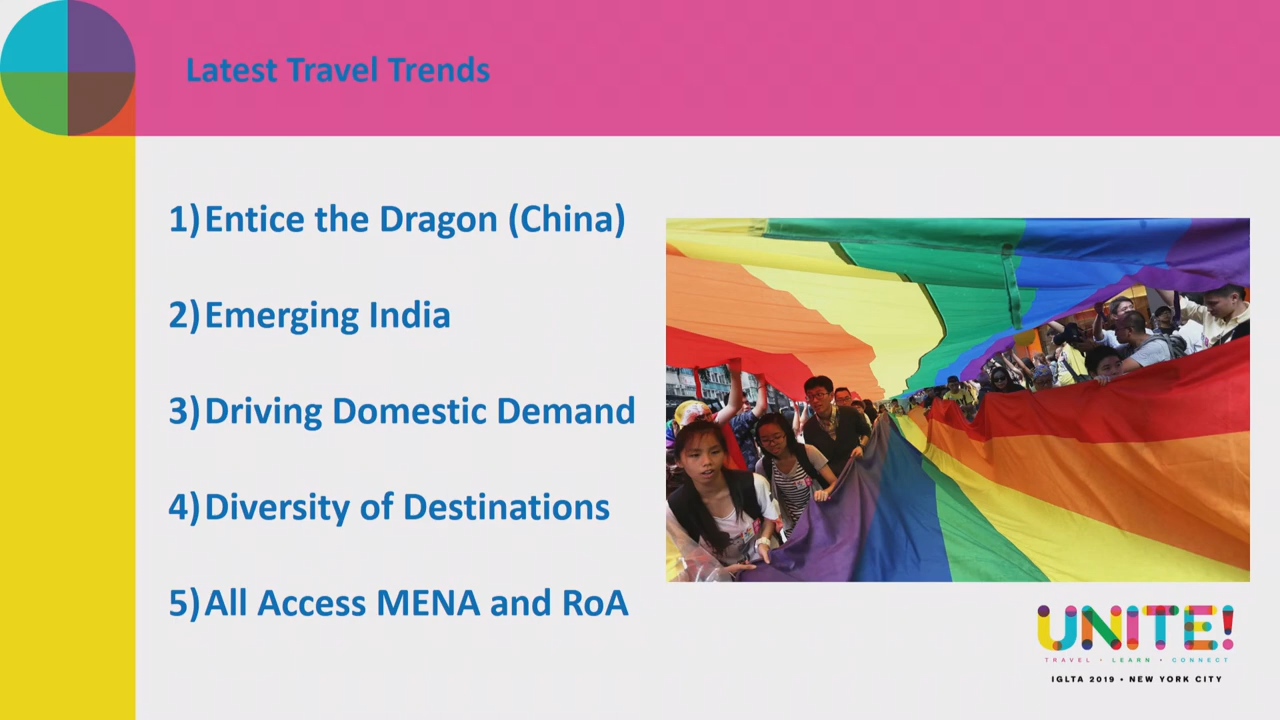 Latest Travel Trends
1) Entice the Dragon (China)
2) Emerging India
3) Driving Domestic Demand
4) Diversity of Destinations
5) All Access MENA and RoA
UNITE!
TRAVEL • LEARN • CONNECT
IGLTA 2019 • NEW YORK CITY